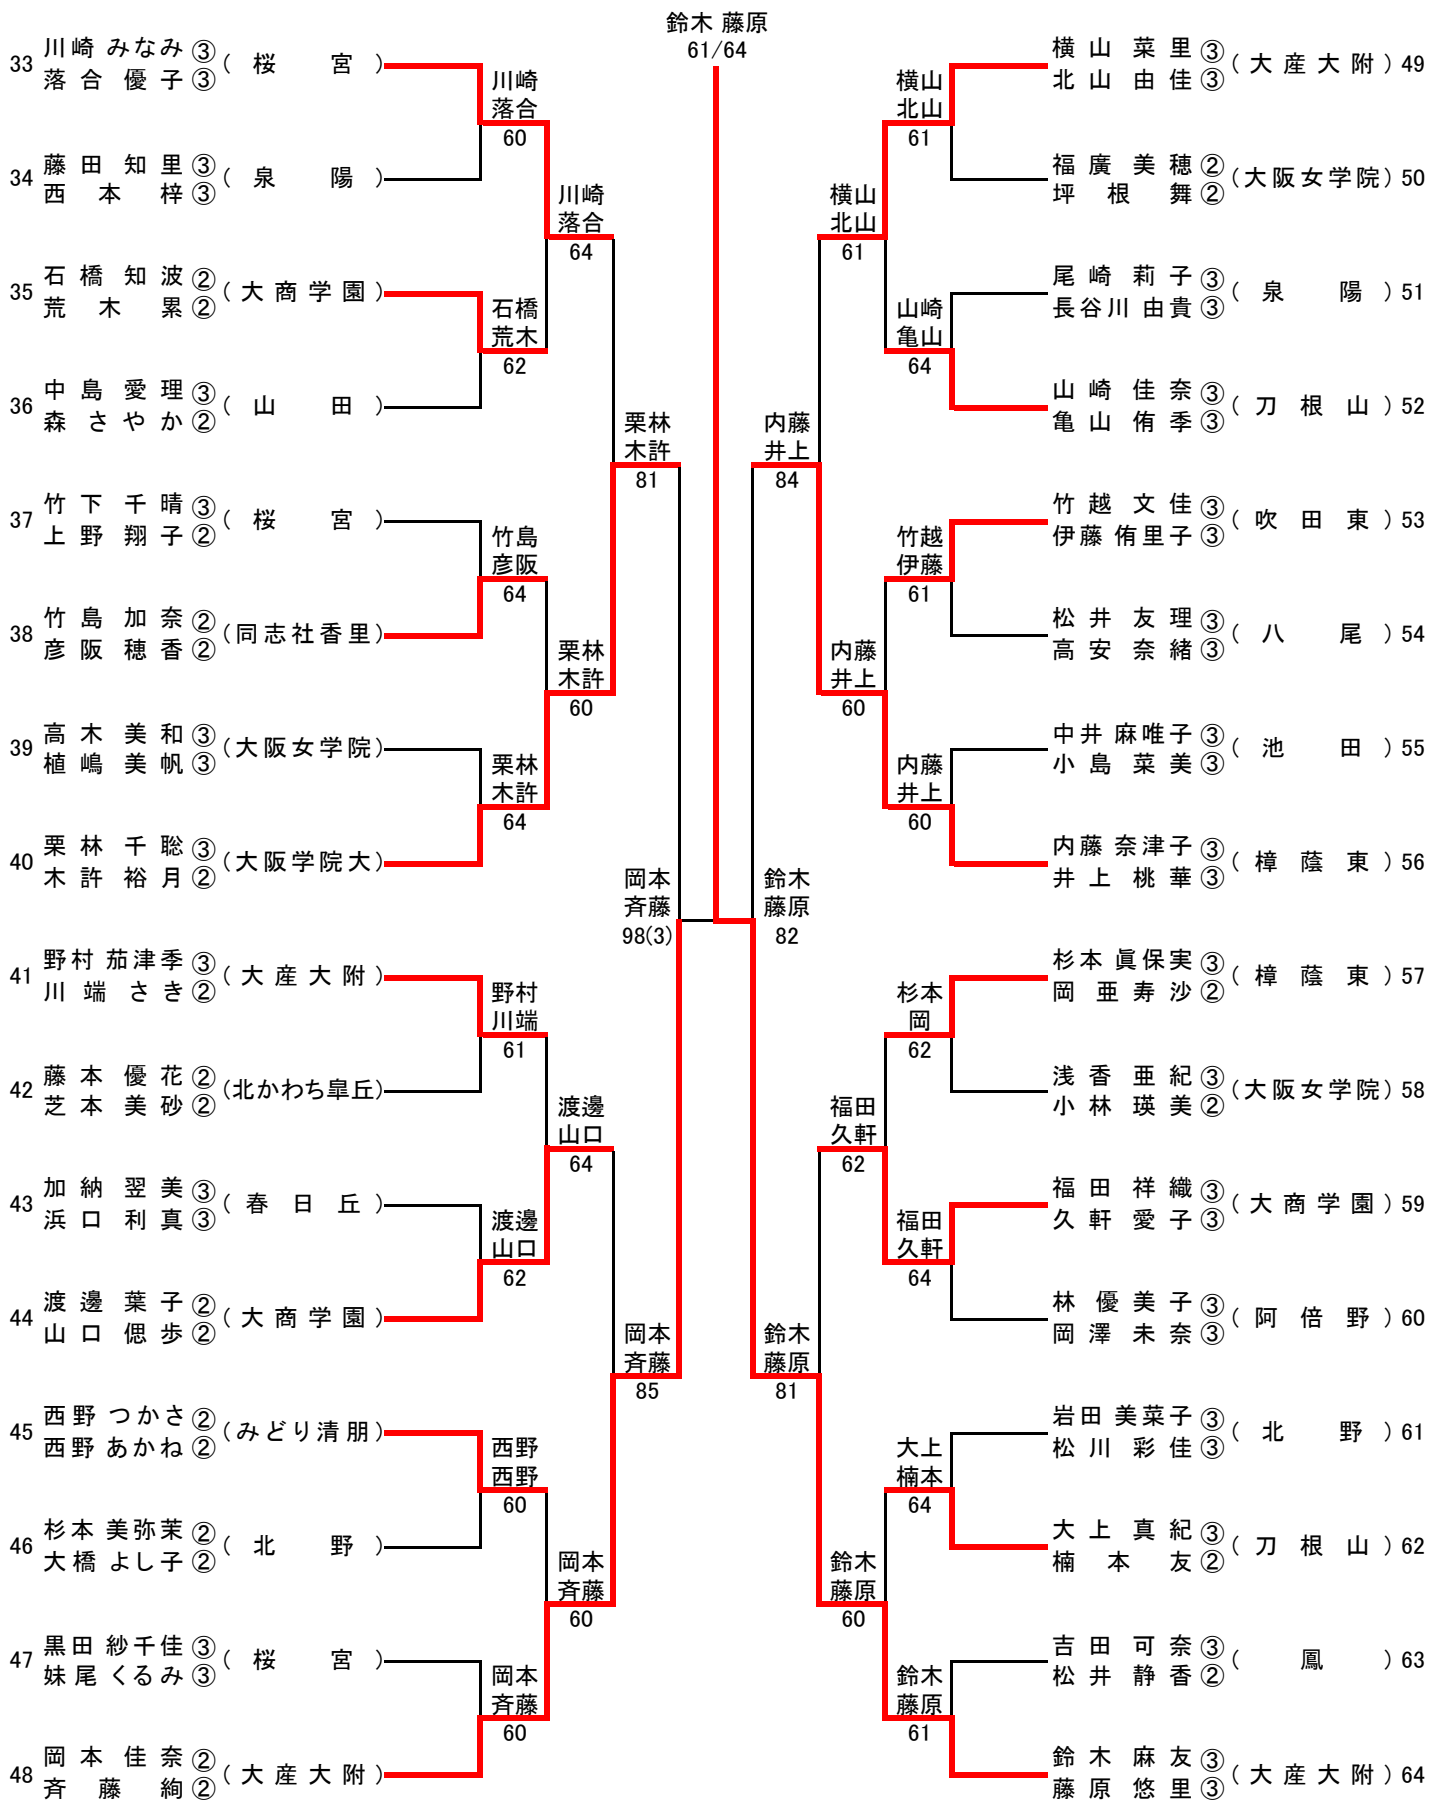 鈴木 藤原
61/64
33 川崎 みなみ ③ ( 桜 宮 )
落合 優子 ③
川崎
落合
60
34 藤田 知里 ③ ( 泉 陽 )
西本 梓 ③
川崎
落合
64
35 石橋 知波 ② ( 大商学園 )
荒木 累 ②
石橋
荒木
62
36 中島 愛理 ③ ( 山 田 )
森 さやか ②
栗林
木許
81
37 竹下 千晴 ③ ( 桜 宮 )
上野 翔子 ②
竹島
彦阪
64
38 竹島 加奈 ② (同志社香里)
彦阪 穂香 ②
栗林
木許
60
39 高木 美和 ③ (大阪女学院)
植嶋 美帆 ③
栗林
木許
64
40 栗林 千聡 ③ (大阪学院大)
木許 裕月 ②
岡本
斉藤
98(3)
41 野村 茄津季 ③ ( 大産大附 )
川端 さき ②
野村
川端
61
42 藤本 優花 ② (北かわち皐丘)
芝本 美砂 ②
渡邊
山口
64
43 加納 翌美 ③ ( 春日丘 )
浜口 利真 ③
渡邊
山口
62
44 渡邊 葉子 ② ( 大商学園 )
山口 偲歩 ②
岡本
斉藤
85
45 西野 つかさ ② (みどり清朋)
西野 あかね ②
西野
西野
60
46 杉本 美弥茉 ② ( 北 野 )
大橋 よし子 ②
岡本
斉藤
60
47 黒田 紗千佳 ③ ( 桜 宮 )
妹尾 くるみ ③
岡本
斉藤
60
48 岡本 佳奈 ② ( 大産大附 )
斉藤 絢 ②
横山 菜里 ③ ( 大産大附 ) 49
北山 由佳 ③
横山
北山
61
福廣 美穂 ② (大阪女学院) 50
坪根 舞 ②
横山
北山
61
尾崎 莉子 ③ ( 泉 陽 ) 51
長谷川 由貴 ③
山崎
亀山
64
山崎 佳奈 ③ ( 刀根山 ) 52
亀山 侑季 ③
内藤
井上
84
竹越 文佳 ③ ( 吹田東 ) 53
伊藤 侑里子 ③
竹越
伊藤
61
松井 友理 ③ ( 八 尾 ) 54
高安 奈緒 ③
内藤
井上
60
中井 麻唯子 ③ ( 池 田 ) 55
小島 菜美 ③
内藤
井上
60
内藤 奈津子 ③ ( 樟蔭東 ) 56
井上 桃華 ③
鈴木
藤原
82
杉本 眞保実 ③ ( 樟蔭東 ) 57
岡 亜寿沙 ②
杉本
岡
62
浅香 亜紀 ③ (大阪女学院) 58
小林 瑛美 ②
福田
久軒
62
福田 祥織 ③ ( 大商学園 ) 59
久軒 愛子 ③
福田
久軒
64
林 優美子 ③ ( 阿倍野 ) 60
岡澤 未奈 ③
鈴木
藤原
81
岩田 美菜子 ③ ( 北 野 ) 61
松川 彩佳 ③
大上
楠本
64
大上 真紀 ③ ( 刀根山 ) 62
楠本 友 ②
鈴木
藤原
60
吉田 可奈 ③ ( 鳳 ) 63
松井 静香 ②
鈴木
藤原
61
鈴木 麻友 ③ ( 大産大附 ) 64
藤原 悠里 ③